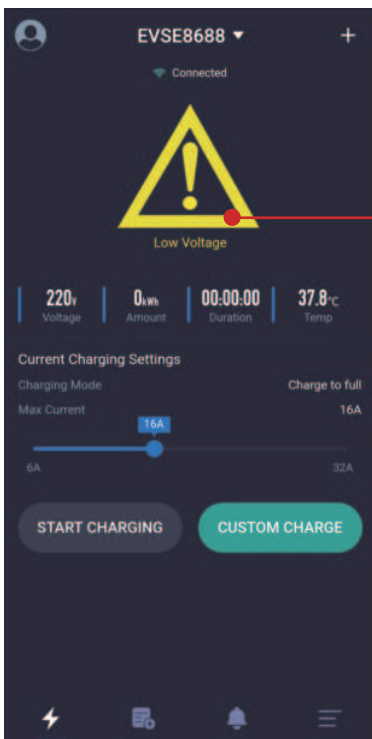 EVSE8688 ▼ +
Connected
Low Voltage
220V 0kWh 00:00:00 37.8°C
Voltage Amount Duration Temp
Current Charging Settings
Charging Mode Charge to full
Max Current 16A
16A
6A 32A
START CHARGING CUSTOM CHARGE